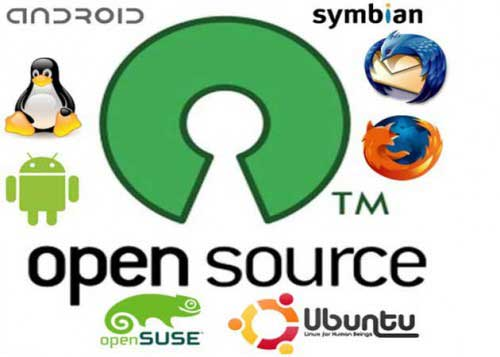 ANDROID
symbian
TM
open source
openSUSE
Ubuntu
Linux for Human Beings